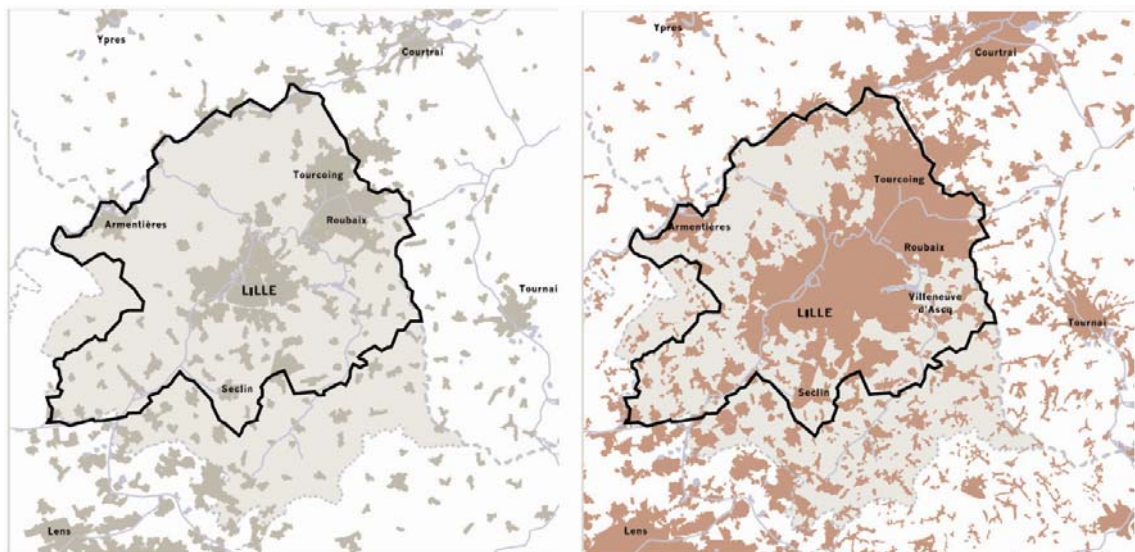 Ypres
Courtrai
Tourcoing
Roubaix
Armentières
LILLE
Tournai
Seclin
Lens
Ypres
Courtrai
Tourcoing
Armentières
Roubaix
Villeneuve
d'Ascq
LILLE
Tournai
Seclin
Lens